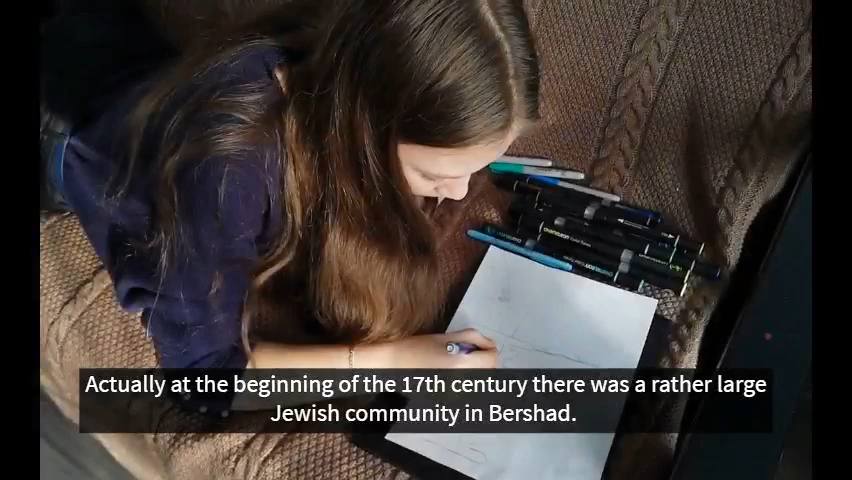 Actually at the beginning of the 17th century there was a rather large
Jewish community in Bershad.